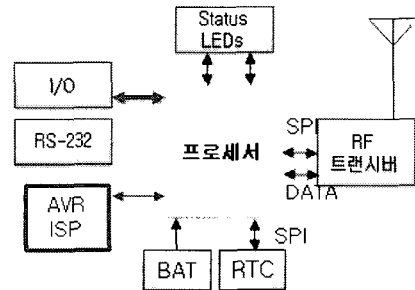 Status
LEDs
I/O
RS-232
프로세서
SPI
RF
트랜시버
DATA
AVR
ISP
SPI
BAT
RTC